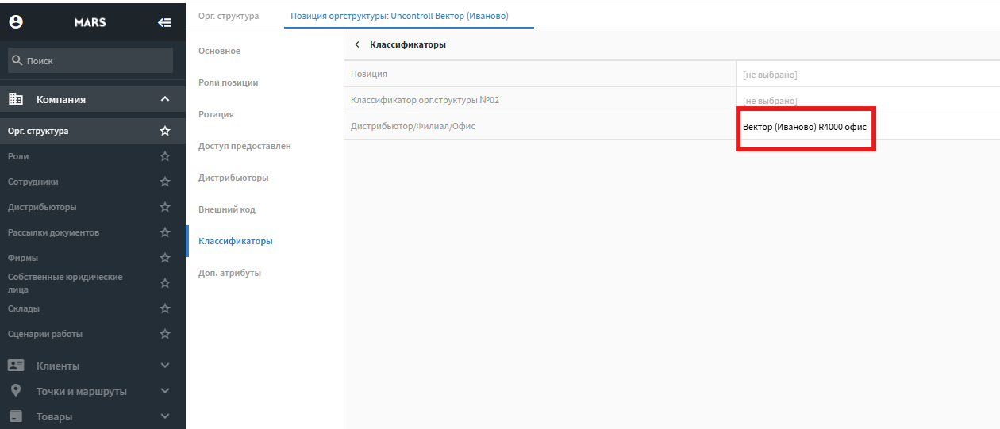 MARS
Поиск
Компания
Орг. структура
Роли
Сотрудники
Дистрибьюторы
Рассылки документов
Фирмы
Собственные юридические
лица
Склады
Сценарии работы
Клиенты
Точки и маршруты
Товары
Орг. структура
Позиция оргструктуры: Uncontroll Вектор (Иваново)
Основное
Роли позиции
Ротация
Доступ предоставлен
Дистрибьюторы
Внешний код
Классификаторы
Доп. атрибуты
Классификаторы
Позиция [не выбрано]
Классификатор орг.структуры №02 [не выбрано]
Дистрибьютор/Филиал/Офис Вектор (Иваново) R4000 офис